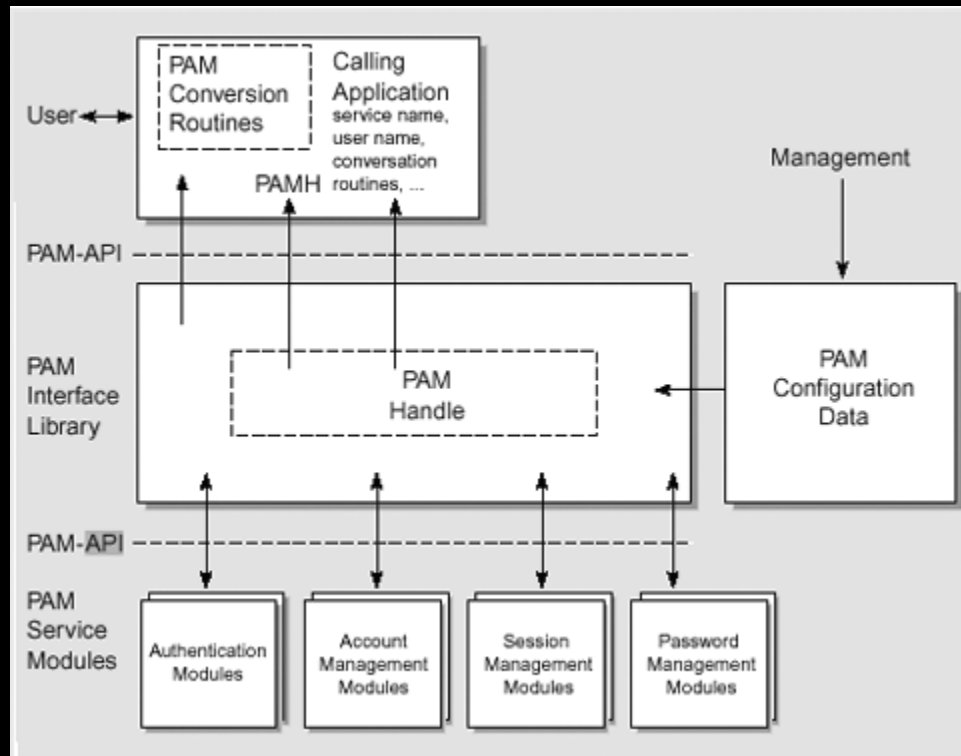 PAM
Conversion
Routines
Calling
Application
service name,
user name,
conversation
routines, ...
User
PAMH
Management
PAM-API
PAM
Interface
Library
PAM
Handle
PAM
Configuration
Data
PAM-API
PAM
Service
Modules
Authentication
Modules
Account
Management
Modules
Session
Management
Modules
Password
Management
Modules